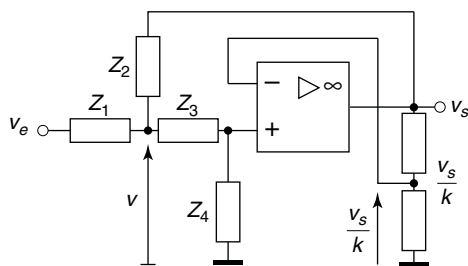 Z₂
− ▷ ∞
Z₁
Z₃
vₑ
+
vₛ
v
Z₄
vₛ/k
vₛ/k